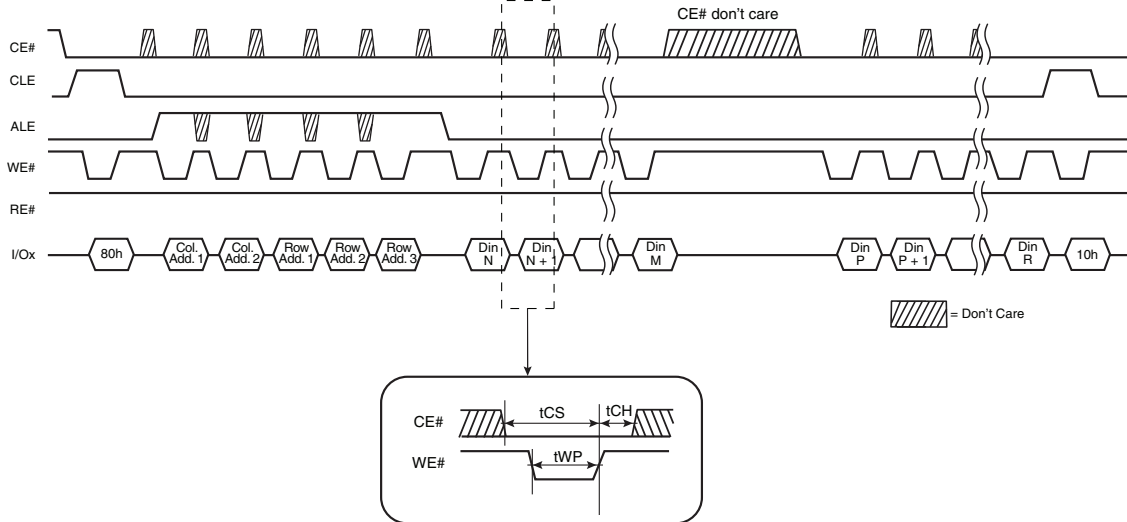 CE# don't care
CE#
CLE
ALE
WE#
RE#
I/Ox
80h
Col. Add. 1
Col. Add. 2
Row Add. 1
Row Add. 2
Row Add. 3
Din N
Din N + 1
Din M
Din P
Din P + 1
Din R
10h
= Don't Care
CE#
tCS
tCH
WE#
tWP